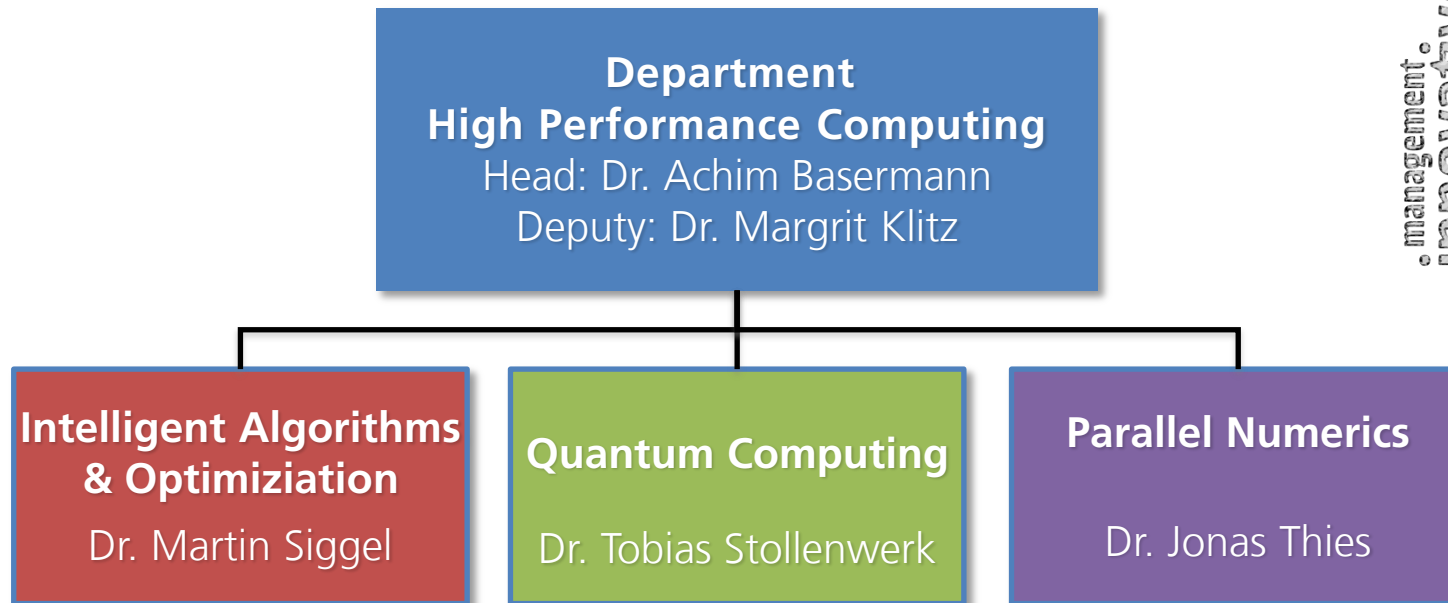 Department
High Performance Computing
Head: Dr. Achim Basermann
Deputy: Dr. Margrit Klitz
management
Intelligent Algorithms
& Optimiziation
Dr. Martin Siggel
Quantum Computing
Dr. Tobias Stollenwerk
Parallel Numerics
Dr. Jonas Thies